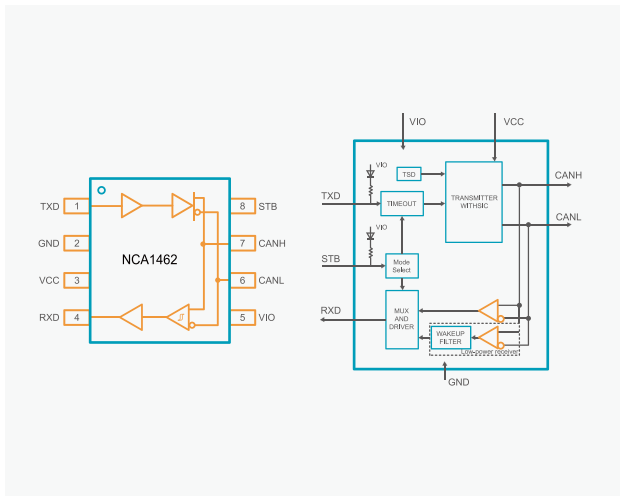 TXD 1
GND 2
VCC 3
RXD 4
NCA1462
8 STB
7 CANH
6 CANL
5 VIO
VIO
VCC
VIO
TSD
CANH
TXD
TIMEOUT
TRANSMITTER
WITHSIC
CANL
VIO
STB
Mode
Select
RXD
MUX
AND
DRIVER
WAKEUP
FILTER
Low-power receiver
GND